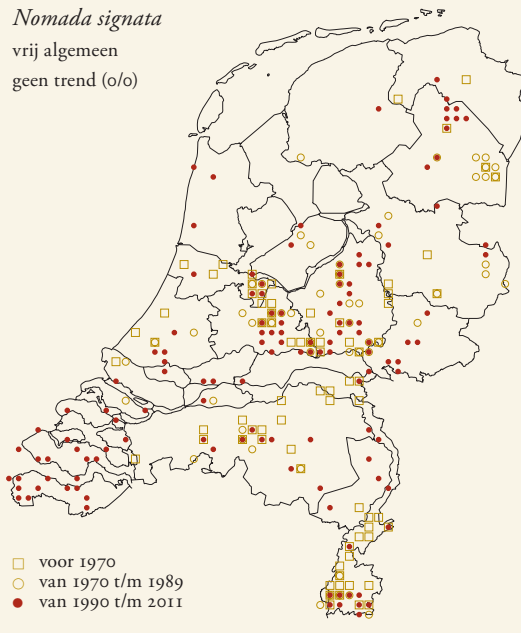 Nomada signata
vrij algemeen
geen trend (0/0)
voor 1970
van 1970 t/m 1989
van 1990 t/m 2011